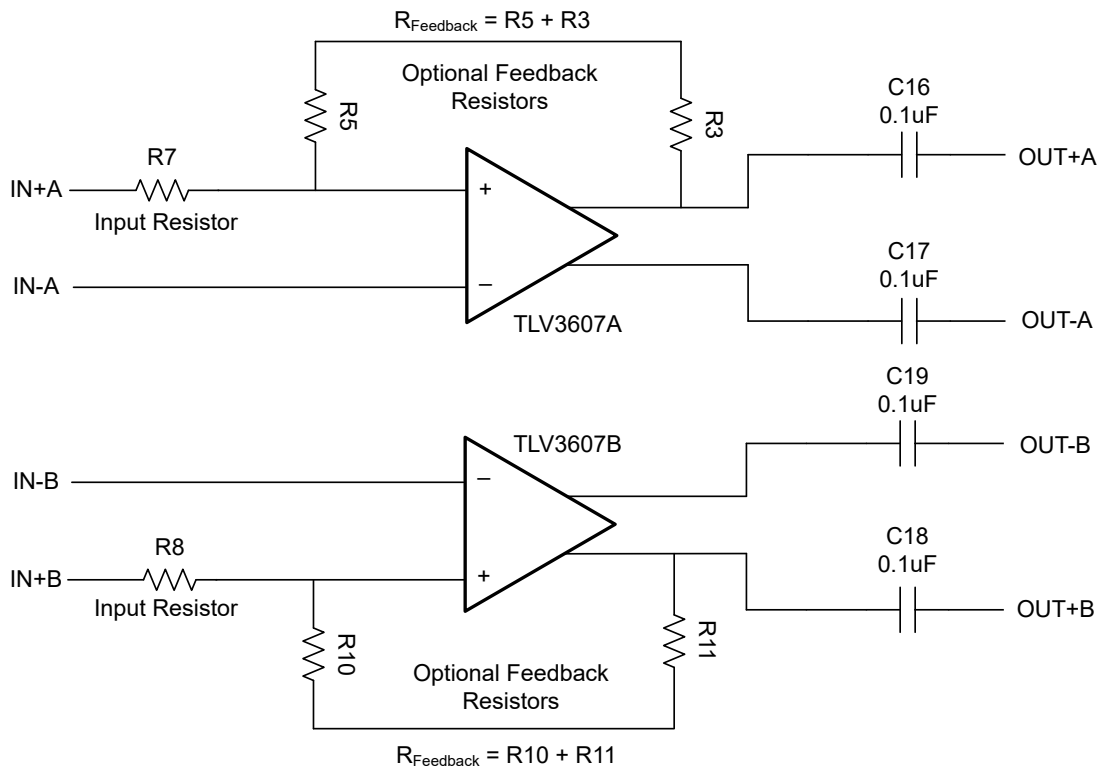 RFeedback = R5 + R3
Optional Feedback
Resistors
R5
R3
C16
0.1uF
OUT+A
R7
IN+A
Input Resistor
+
IN-A
−
TLV3607A
C17
0.1uF
OUT-A
C19
0.1uF
OUT-B
TLV3607B
IN-B
−
R8
IN+B
Input Resistor
+
C18
0.1uF
OUT+B
R10
R11
Optional Feedback
Resistors
RFeedback = R10 + R11